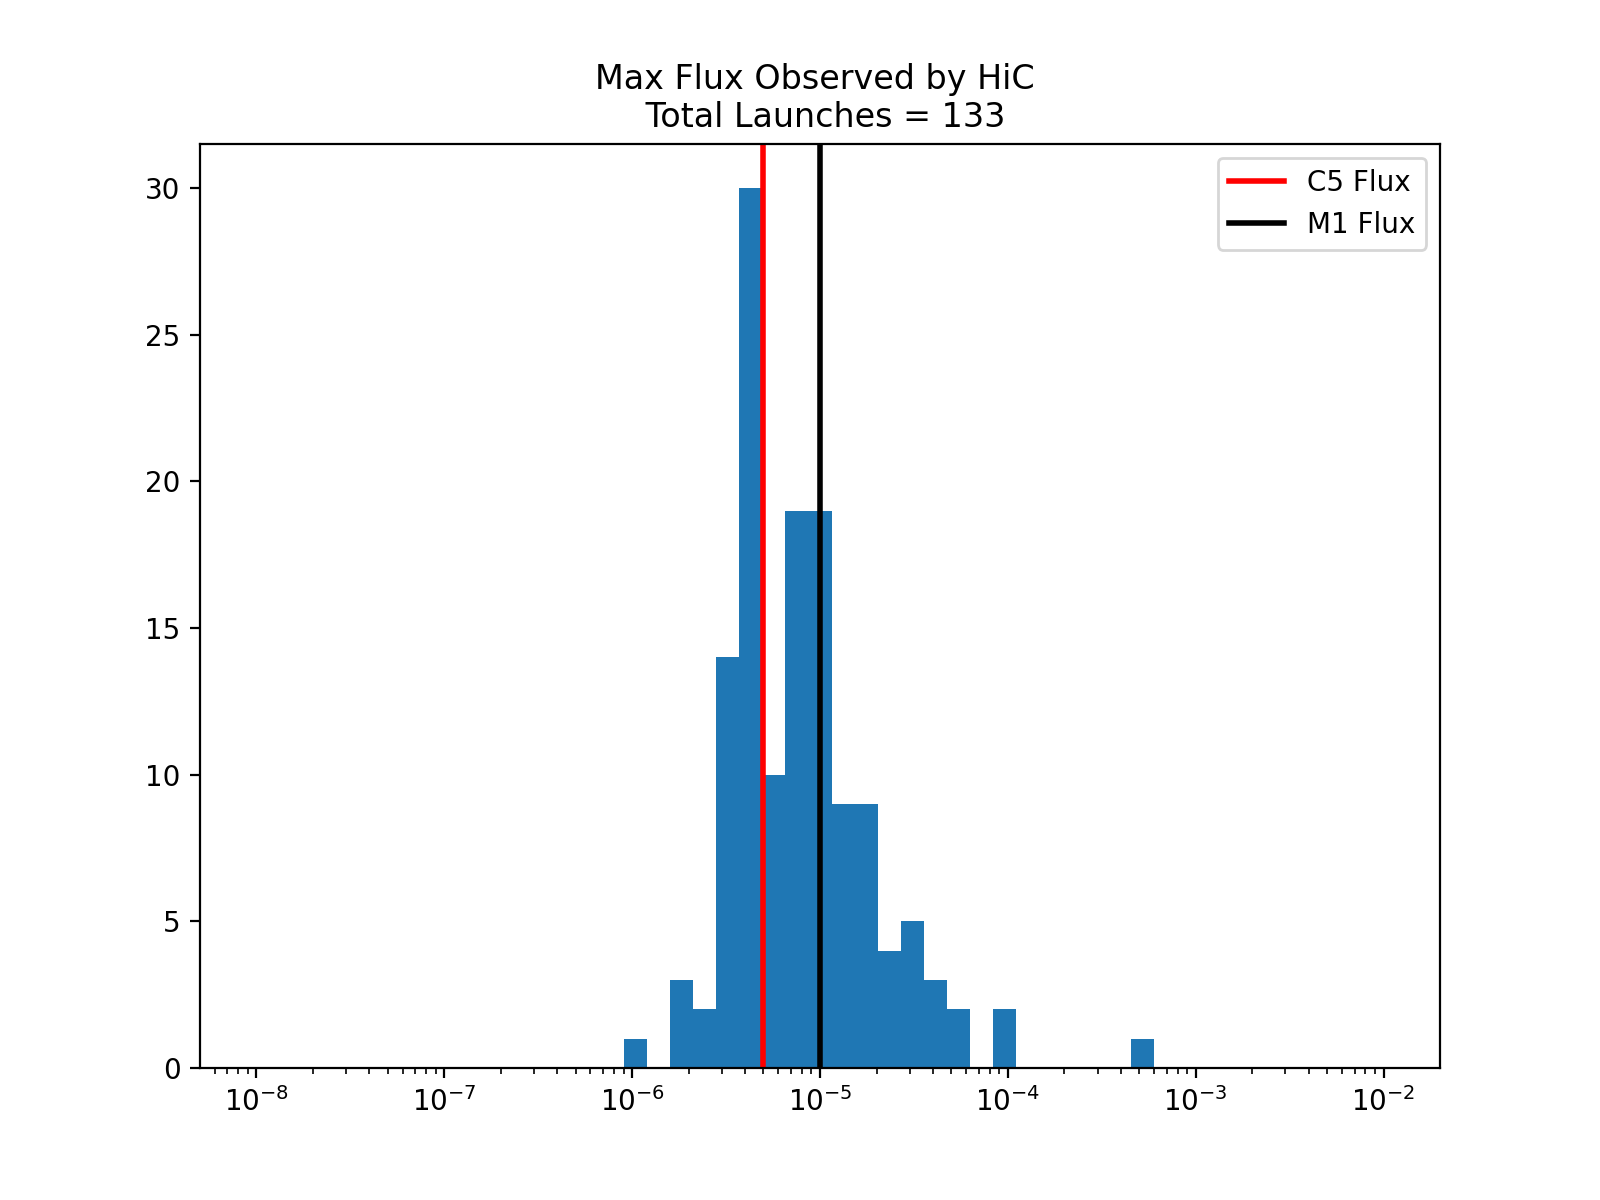 Max Flux Observed by HiC
Total Launches = 133
C5 Flux
M1 Flux
30
25
20
15
10
5
0
10⁻⁸ 10⁻⁷ 10⁻⁶ 10⁻⁵ 10⁻⁴ 10⁻³ 10⁻²